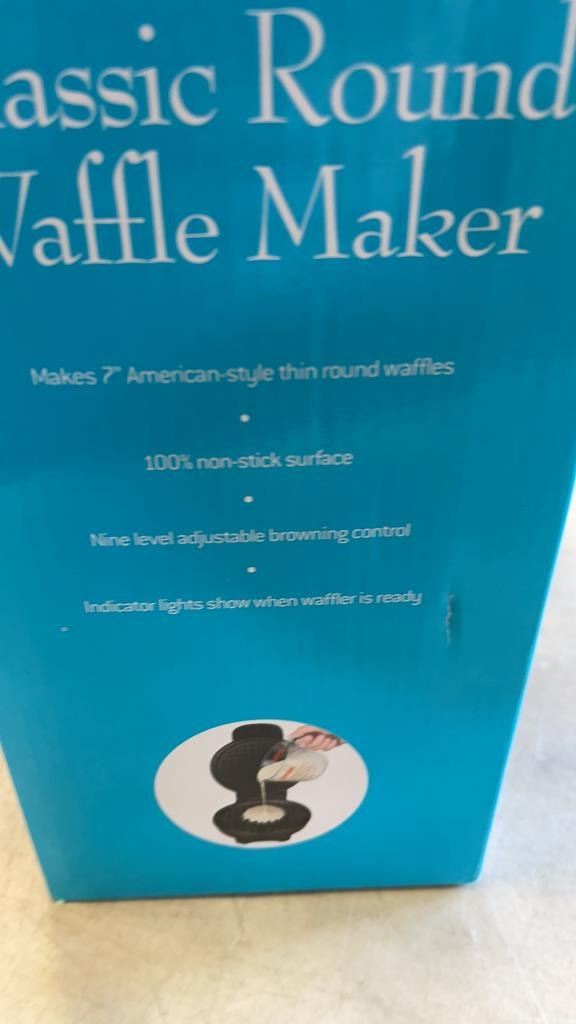 lassic Round
Waffle Maker
Makes 7" American-style thin round waffles
•
100% non-stick surface
•
Nine level adjustable browning control
•
Indicator lights show when waffler is ready